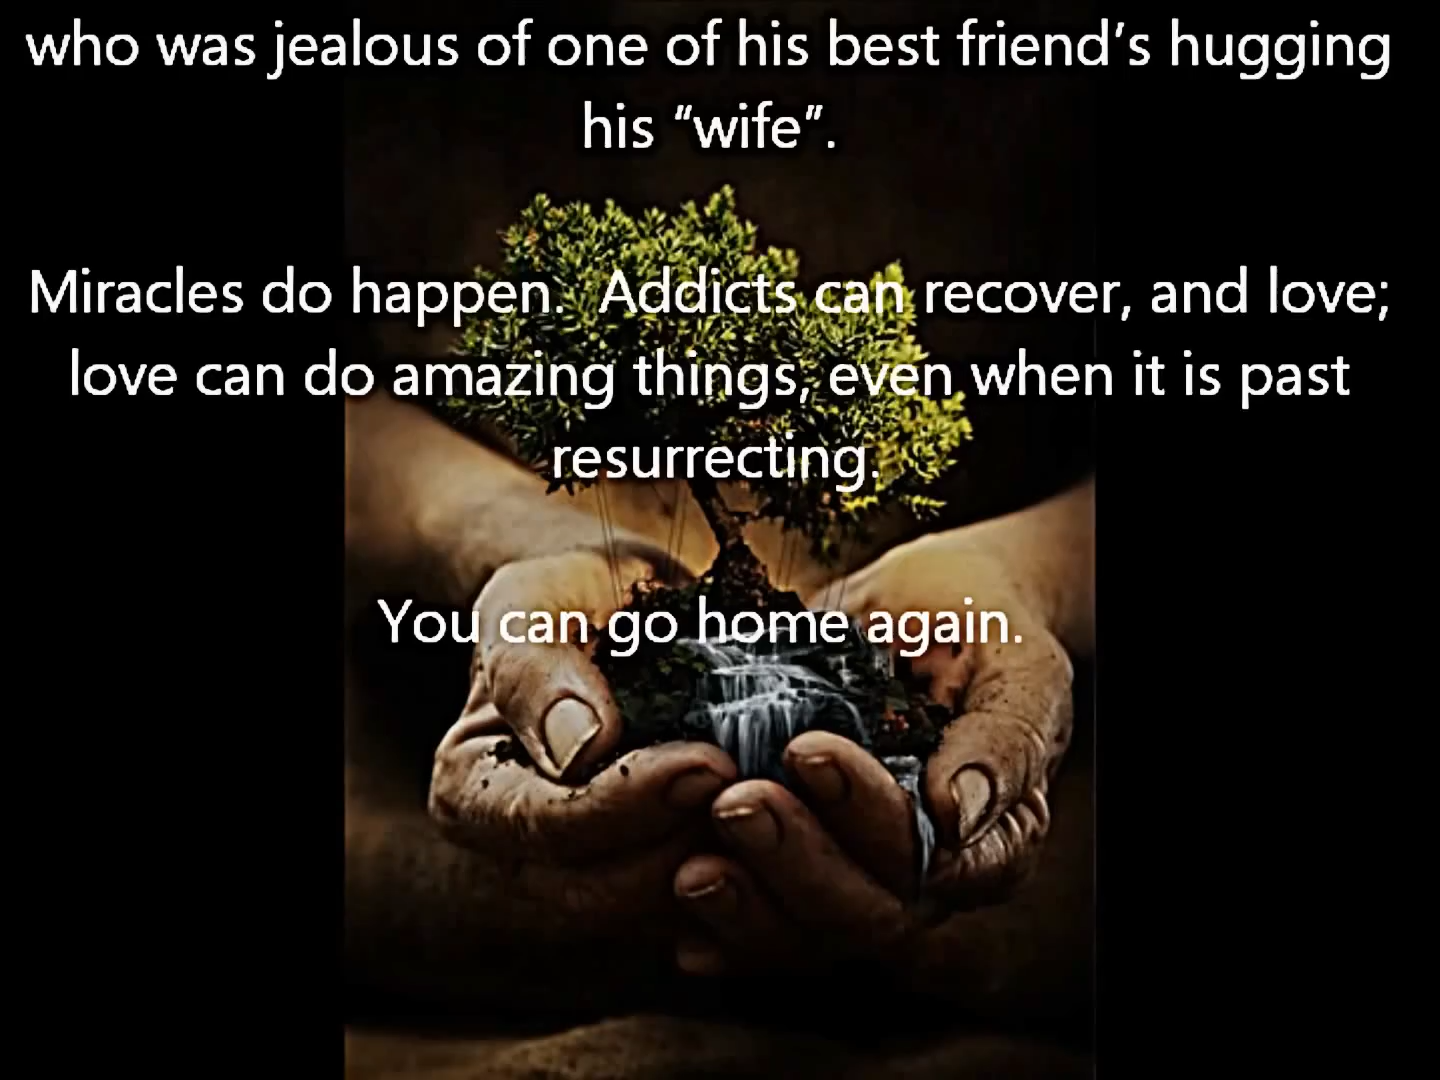 who was jealous of one of his best friend’s hugging
his “wife”.
Miracles do happen.  Addicts can recover, and love;
love can do amazing things, even when it is past
resurrecting.
You can go home again.